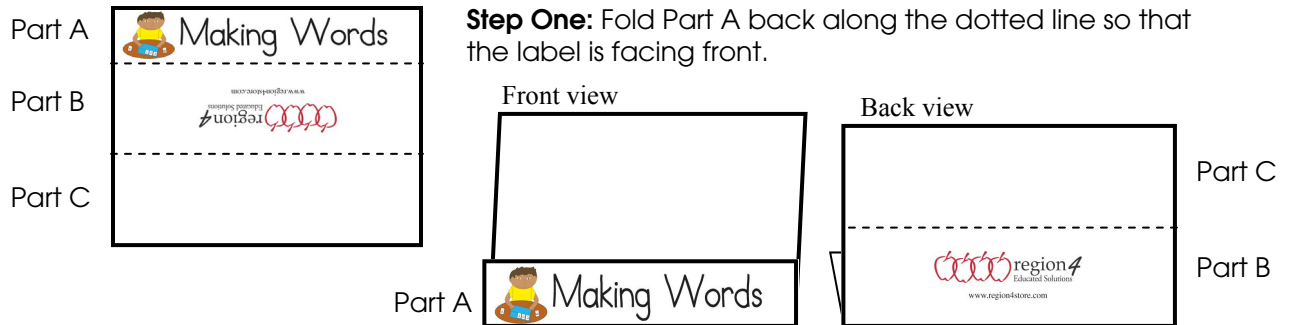 Part A
Making Words
Part B
www.region4store.com
Educated Solutions
region4
Part C
Step One: Fold Part A back along the dotted line so that
the label is facing front.
Front view
Part A
Making Words
Back view
Part C
region4
Educated Solutions
www.region4store.com
Part B